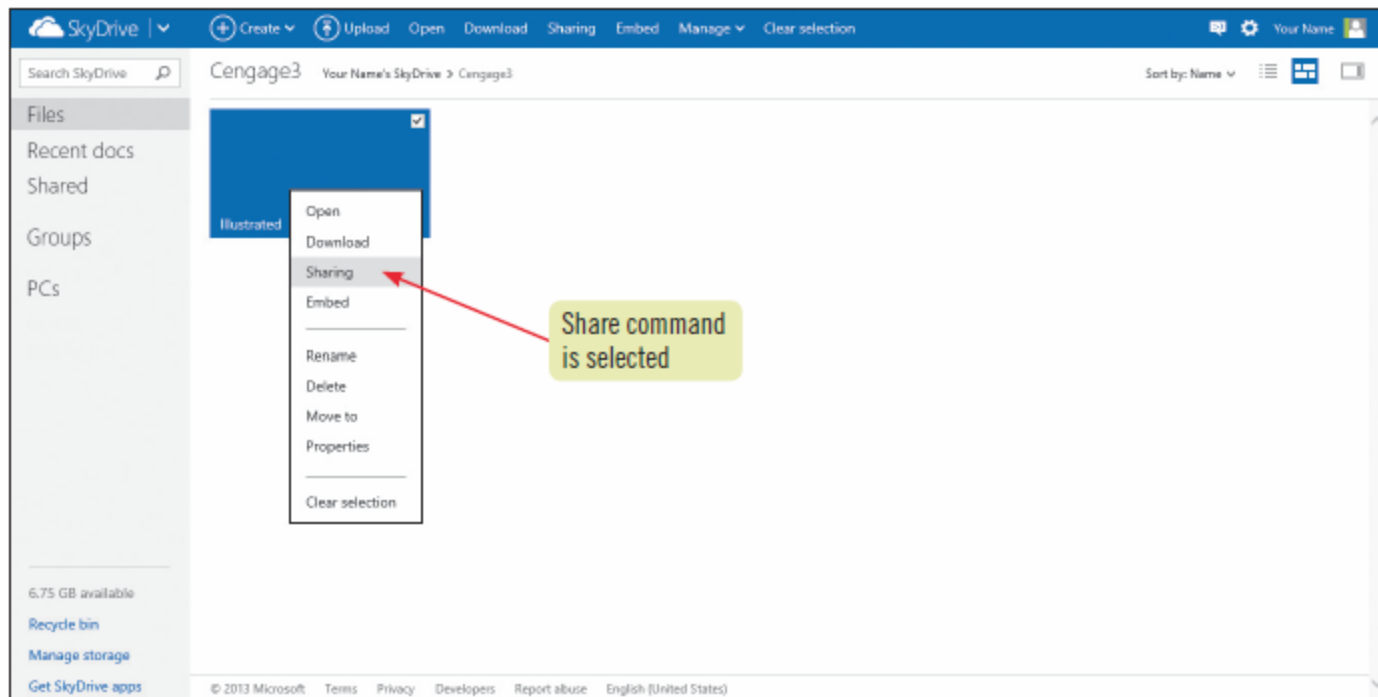 SkyDrive Create Upload Open Download Sharing Embed Manage Clear selection Your Name
Search SkyDrive
Cengage3 Your Name's SkyDrive > Cengage3 Sort by: Name
Files
Recent docs
Shared
Groups
PCs
Illustrated
Open
Download
Sharing
Embed
Rename
Delete
Move to
Properties
Clear selection
Share command
is selected
6.75 GB available
Recycle bin
Manage storage
Get SkyDrive apps
© 2013 Microsoft Terms Privacy Developers Report abuse English (United States)